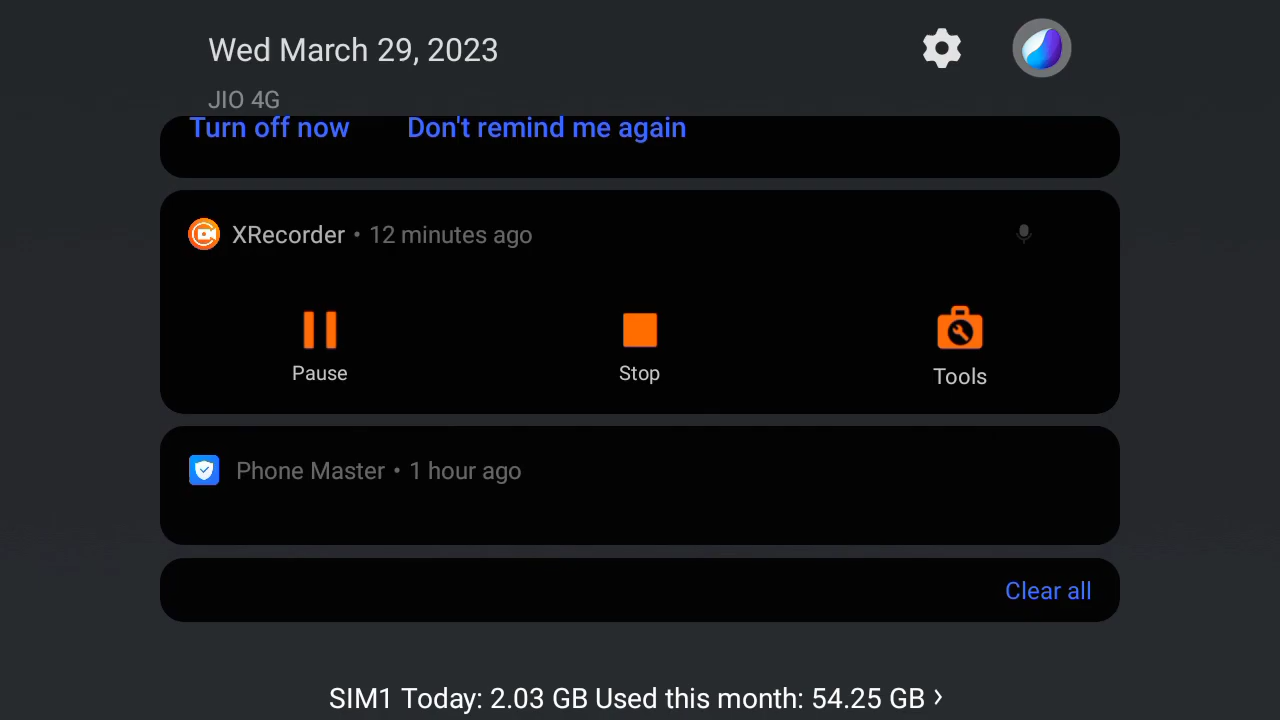 Wed March 29, 2023
JIO 4G
Turn off now Don't remind me again
XRecorder • 12 minutes ago
Pause Stop Tools
Phone Master • 1 hour ago
Clear all
SIM1 Today: 2.03 GB Used this month: 54.25 GB ›